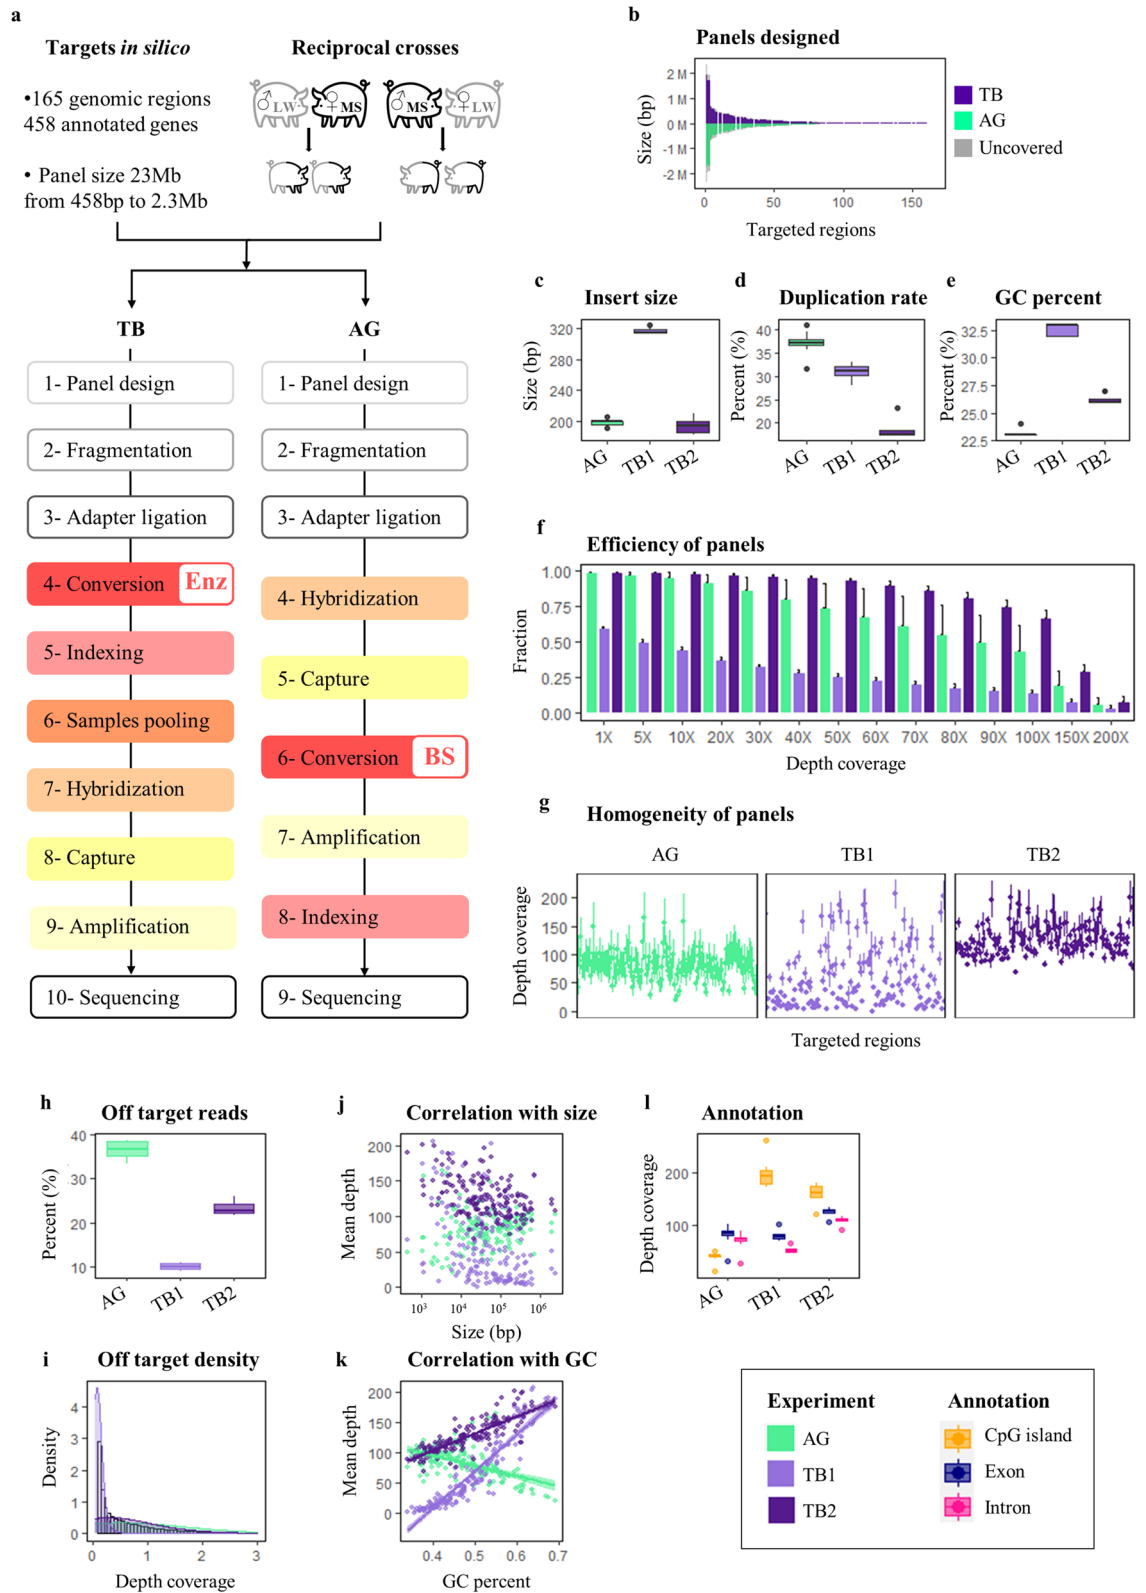 a
Targets in silico
Reciprocal crosses
•165 genomic regions
458 annotated genes
• Panel size 23Mb
from 458bp to 2.3Mb
♂ LW
♀ MS
♂ MS
♀ LW
TB
1- Panel design
2- Fragmentation
3- Adapter ligation
4- Conversion Enz
5- Indexing
6- Samples pooling
7- Hybridization
8- Capture
9- Amplification
10- Sequencing
AG
1- Panel design
2- Fragmentation
3- Adapter ligation
4- Hybridization
5- Capture
6- Conversion BS
7- Amplification
8- Indexing
9- Sequencing
b
Panels designed
Size (bp)
2 M
1 M
0 M
-1 M
-2 M
0 50 100 150
Targeted regions
TB
AG
Uncovered
c
Insert size
Size (bp)
320
280
240
200
AG TB1 TB2
d
Duplication rate
Percent (%)
40
35
30
25
20
AG TB1 TB2
e
GC percent
Percent (%)
32.5
30.0
27.5
25.0
22.5
AG TB1 TB2
f
Efficiency of panels
Fraction
1.00
0.75
0.50
0.25
0.00
1X 5X 10X 20X 30X 40X 50X 60X 70X 80X 90X 100X 150X 200X
Depth coverage
g
Homogeneity of panels
AG TB1 TB2
Depth coverage
200
150
100
50
0
Targeted regions
h
Off target reads
Percent (%)
40
30
20
10
AG TB1 TB2
j
Correlation with size
Mean depth
200
150
100
50
0
10³ 10⁴ 10⁵ 10⁶
Size (bp)
l
Annotation
Depth coverage
200
100
AG TB1 TB2
i
Off target density
Density
4
3
2
1
0
0 1 2 3
Depth coverage
k
Correlation with GC
Mean depth
200
150
100
50
0
0.4 0.5 0.6 0.7
GC percent
Experiment
AG
TB1
TB2
Annotation
CpG island
Exon
Intron